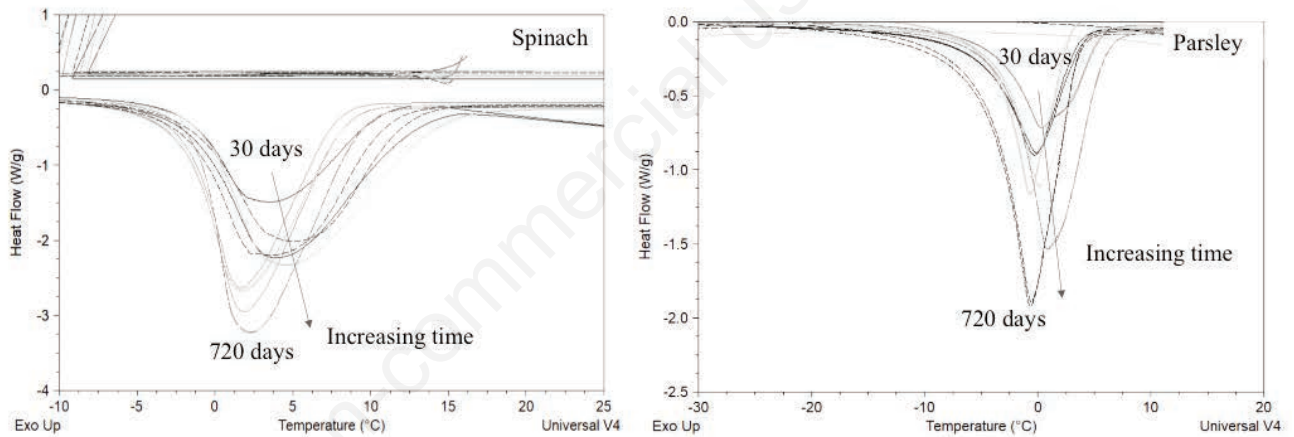 1
0
-1
-2
-3
-4
Heat Flow (W/g)
Spinach
30 days
720 days
Increasing time
-10
-5
0
5
10
15
20
25
Exo Up
Temperature (°C)
Universal V4
0.0
-0.5
-1.0
-1.5
-2.0
-2.5
Heat Flow (W/g)
30 days
Parsley
Increasing time
720 days
-30
-20
-10
0
10
20
Exo Up
Temperature (°C)
Universal V4
n-commercial us